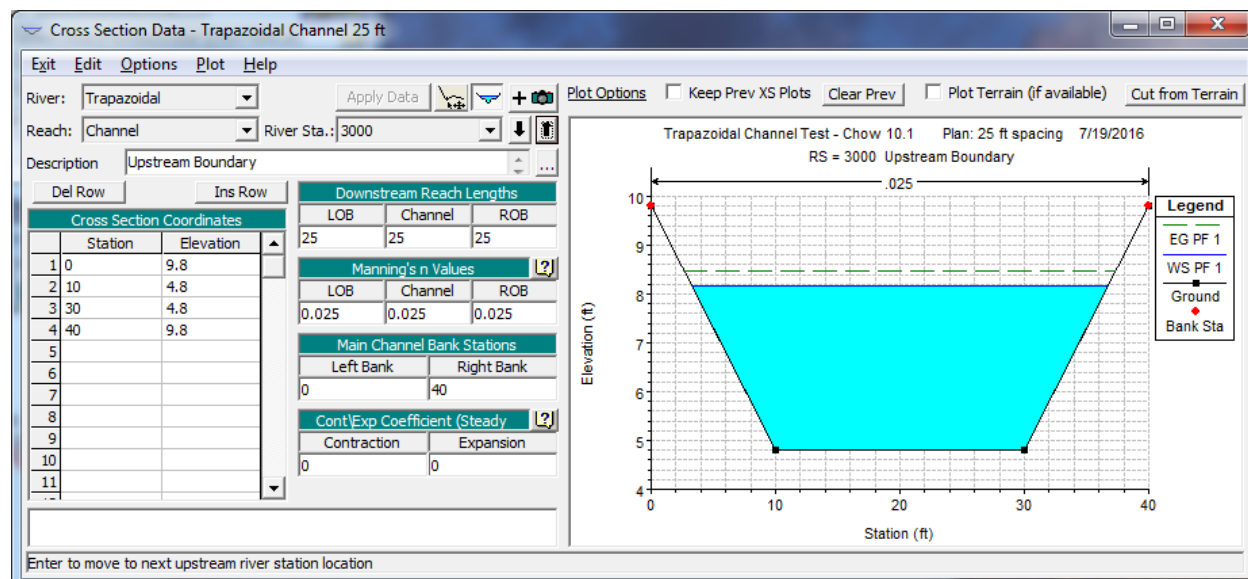 Cross Section Data - Trapazoidal Channel 25 ft
Exit Edit Options Plot Help
River: Trapazoidal Apply Data
Reach: Channel River Sta.: 3000
Description Upstream Boundary ...
Del Row Ins Row
Cross Section Coordinates
Station Elevation
1 0 9.8
2 10 4.8
3 30 4.8
4 40 9.8
5
6
7
8
9
10
11
Downstream Reach Lengths
LOB Channel ROB
25 25 25
Manning's n Values
LOB Channel ROB
0.025 0.025 0.025
Main Channel Bank Stations
Left Bank Right Bank
0 40
Cont\Exp Coefficient (Steady
Contraction Expansion
0 0
Plot Options Keep Prev XS Plots Clear Prev Plot Terrain (if available) Cut from Terrain
Trapazoidal Channel Test - Chow 10.1 Plan: 25 ft spacing 7/19/2016
RS = 3000 Upstream Boundary
.025
10
9
8
7
6
5
4
Elevation (ft)
0 10 20 30 40
Station (ft)
Legend
EG PF 1
WS PF 1
Ground
Bank Sta
Enter to move to next upstream river station location